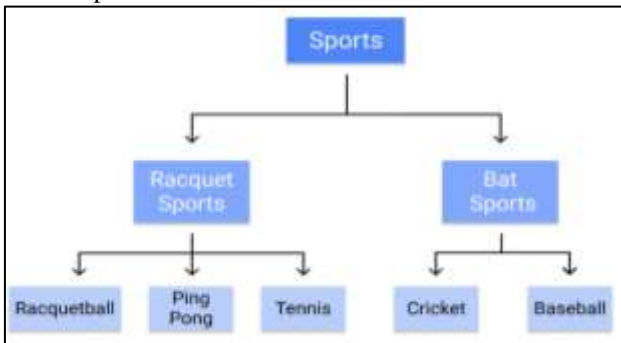 Sports
Racquet
Sports
Bat
Sports
Racquetball
Ping
Pong
Tennis
Cricket
Baseball